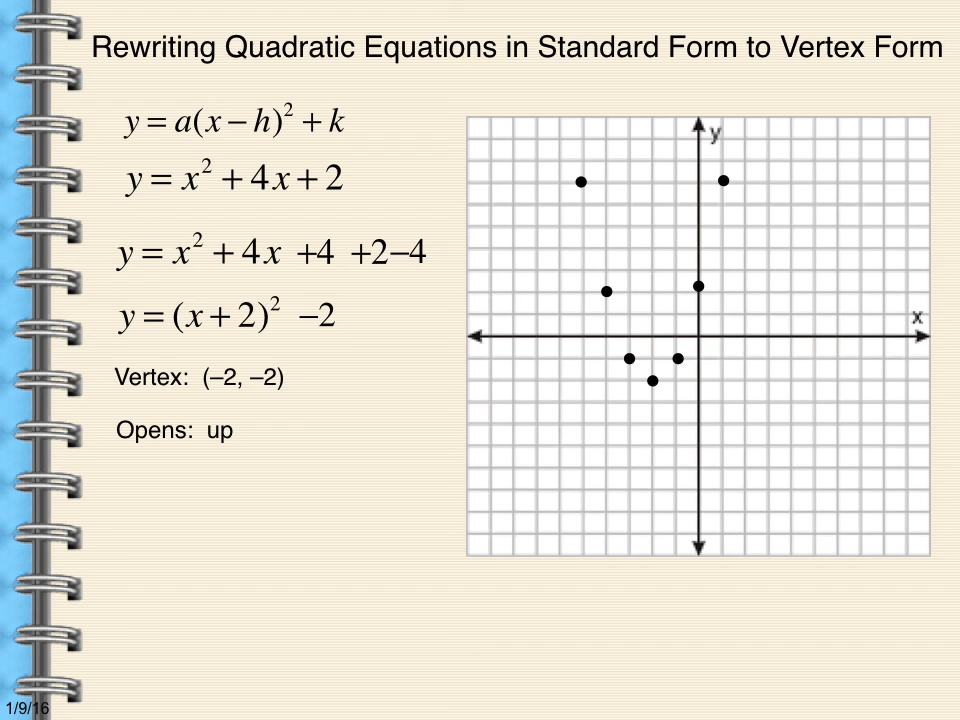 Rewriting Quadratic Equations in Standard Form to Vertex Form
y = a(x − h)² + k
y = x² + 4x + 2
y = x² + 4x +4 +2−4
y = (x + 2)² −2
Vertex: (–2, –2)
Opens: up
y
x
1/9/16